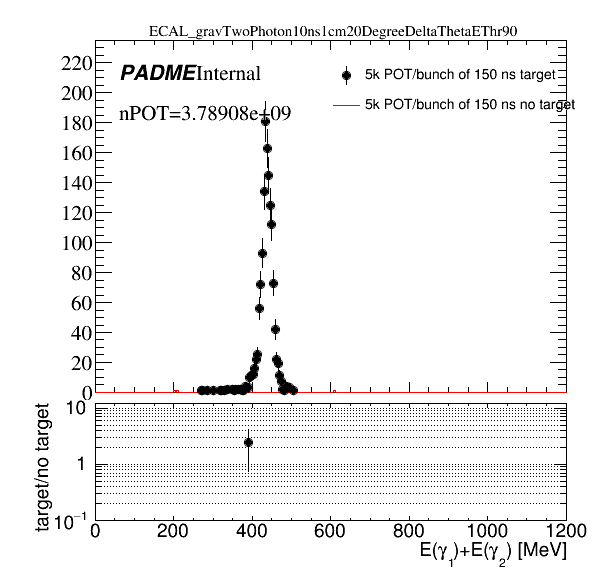 ECAL_gravTwoPhoton10ns1cm20DegreeDeltaThetaEThr90
PADME Internal
5k POT/bunch of 150 ns target
5k POT/bunch of 150 ns no target
nPOT=3.78908e+09
220
200
180
160
140
120
100
80
60
40
20
0
target/no target
10
1
10⁻¹
0 200 400 600 800 1000 1200
E(γ₁)+E(γ₂) [MeV]